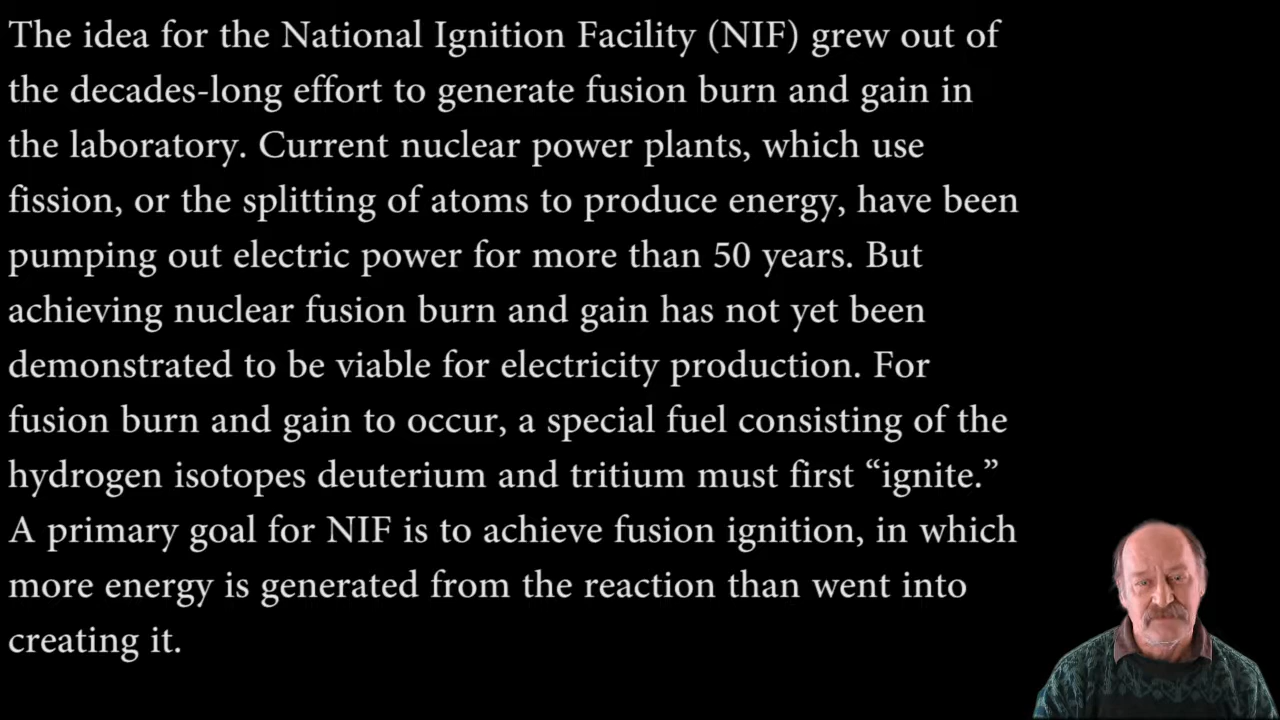 The idea for the National Ignition Facility (NIF) grew out of
the decades-long effort to generate fusion burn and gain in
the laboratory. Current nuclear power plants, which use
fission, or the splitting of atoms to produce energy, have been
pumping out electric power for more than 50 years. But
achieving nuclear fusion burn and gain has not yet been
demonstrated to be viable for electricity production. For
fusion burn and gain to occur, a special fuel consisting of the
hydrogen isotopes deuterium and tritium must first “ignite.”
A primary goal for NIF is to achieve fusion ignition, in which
more energy is generated from the reaction than went into
creating it.